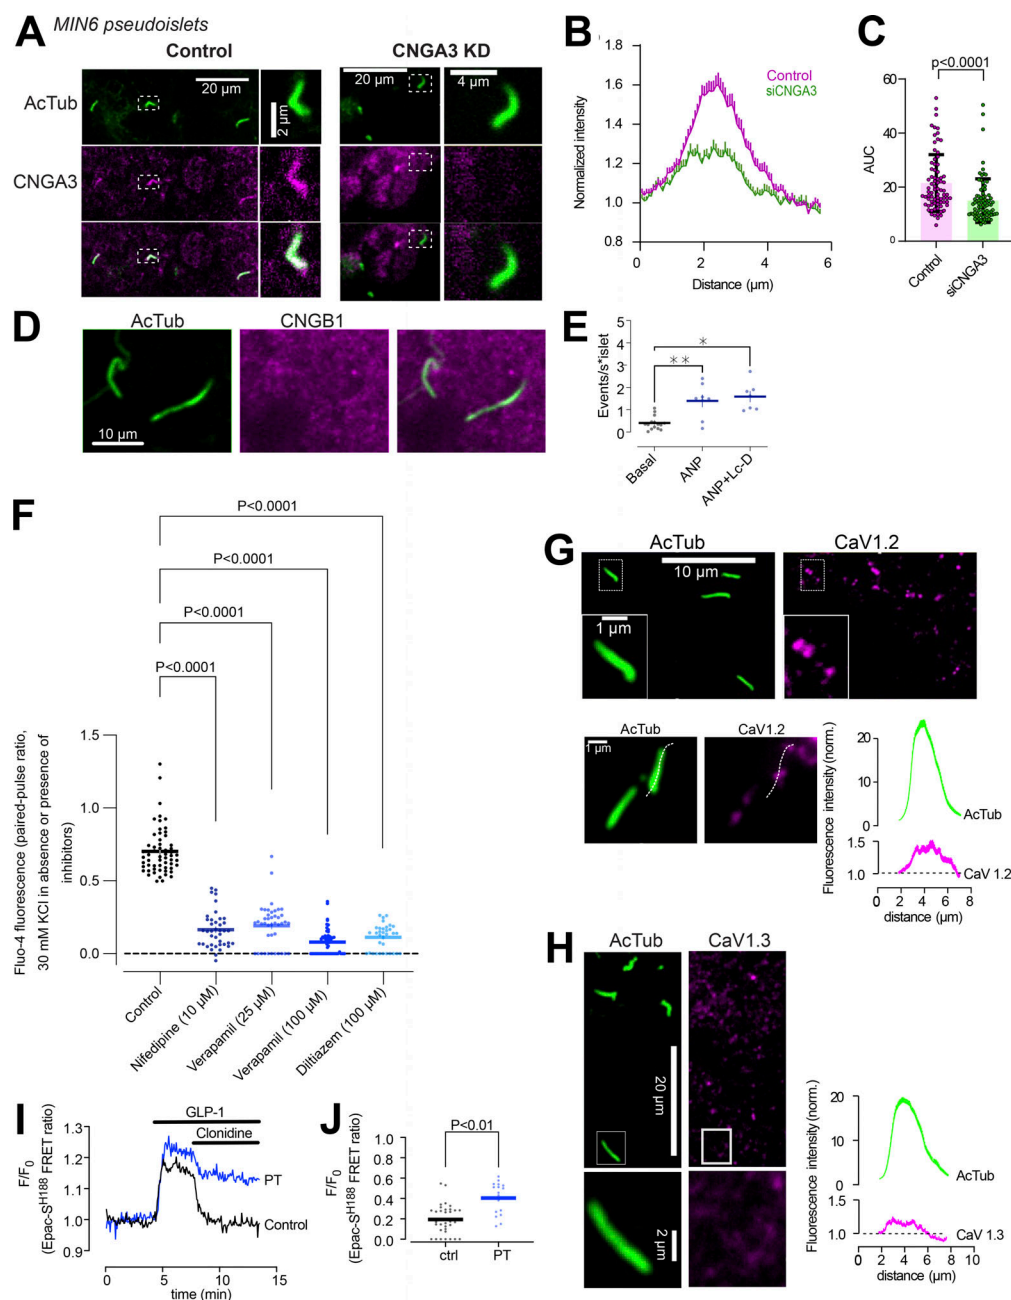 A MIN6 pseudoislets
Control
CNGA3 KD
AcTub
20 µm
2 µm
20 µm
4 µm
CNGA3
B
Normalized intensity
1.8
1.6
1.4
1.2
1.0
0.8
Control
siCNGA3
0 2 4 6
Distance (µm)
C
p<0.0001
AUC
60
40
20
0
Control
siCNGA3
D
AcTub
CNGB1
10 µm
E
Events/s*islet
5
4
3
2
1
0
*
**
Basal
ANP
ANP+Lc-D
F
P<0.0001
P<0.0001
P<0.0001
P<0.0001
Fluo-4 fluorescence (paired-pulse ratio,
30 mM KCl in absence or presence of
inhibitors)
1.5
1.0
0.5
0.0
Control
Nifedipine (10 µM)
Verapamil (25 µM)
Verapamil (100 µM)
Diltiazem (100 µM)
G
AcTub
CaV1.2
10 µm
1 µm
AcTub
CaV1.2
1 µm
Fluorescence intensity (norm.)
20
10
0
AcTub
1.5
1.0
CaV 1.2
0 2 4 6 8
distance (µm)
H
AcTub
CaV1.3
20 µm
2 µm
Fluorescence intensity (norm.)
20
10
0
AcTub
1.5
1.0
CaV 1.3
0 2 4 6 8 10
distance (µm)
I
GLP-1
Clonidine
F/F0
(Epac-SH188 FRET ratio)
1.3
1.2
1.1
1.0
0.9
PT
Control
0 5 10 15
time (min)
J
P<0.01
F/F0
(Epac-SH188 FRET ratio)
1.0
0.8
0.6
0.4
0.2
0.0
ctrl
PT